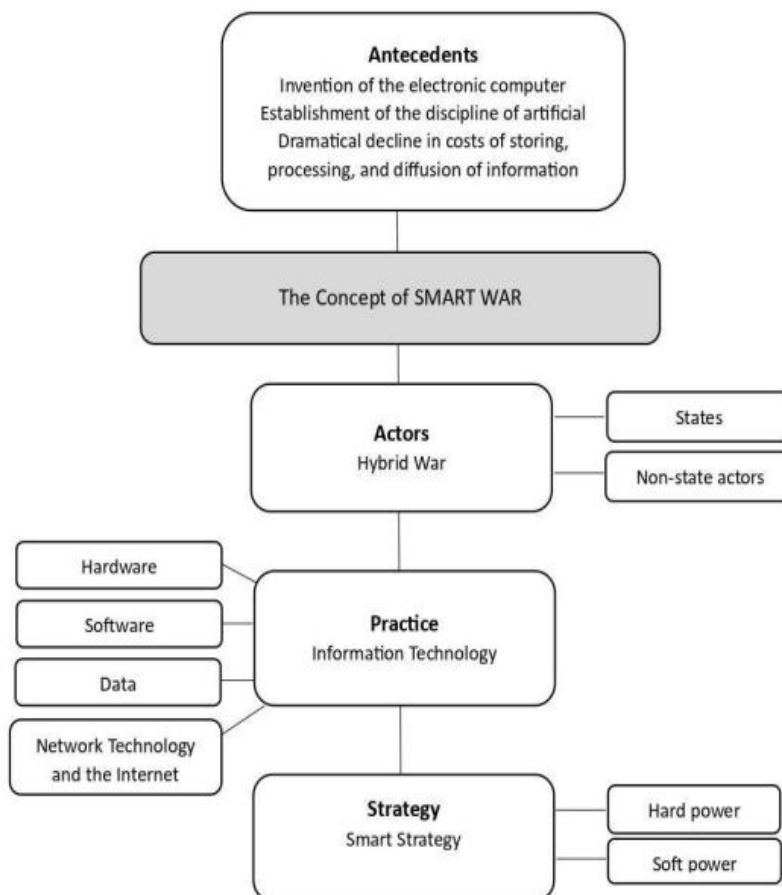 Antecedents
Invention of the electronic computer
Establishment of the discipline of artificial
Dramatical decline in costs of storing,
processing, and diffusion of information
The Concept of SMART WAR
Actors
Hybrid War
States
Non-state actors
Hardware
Software
Data
Network Technology
and the Internet
Practice
Information Technology
Strategy
Smart Strategy
Hard power
Soft power